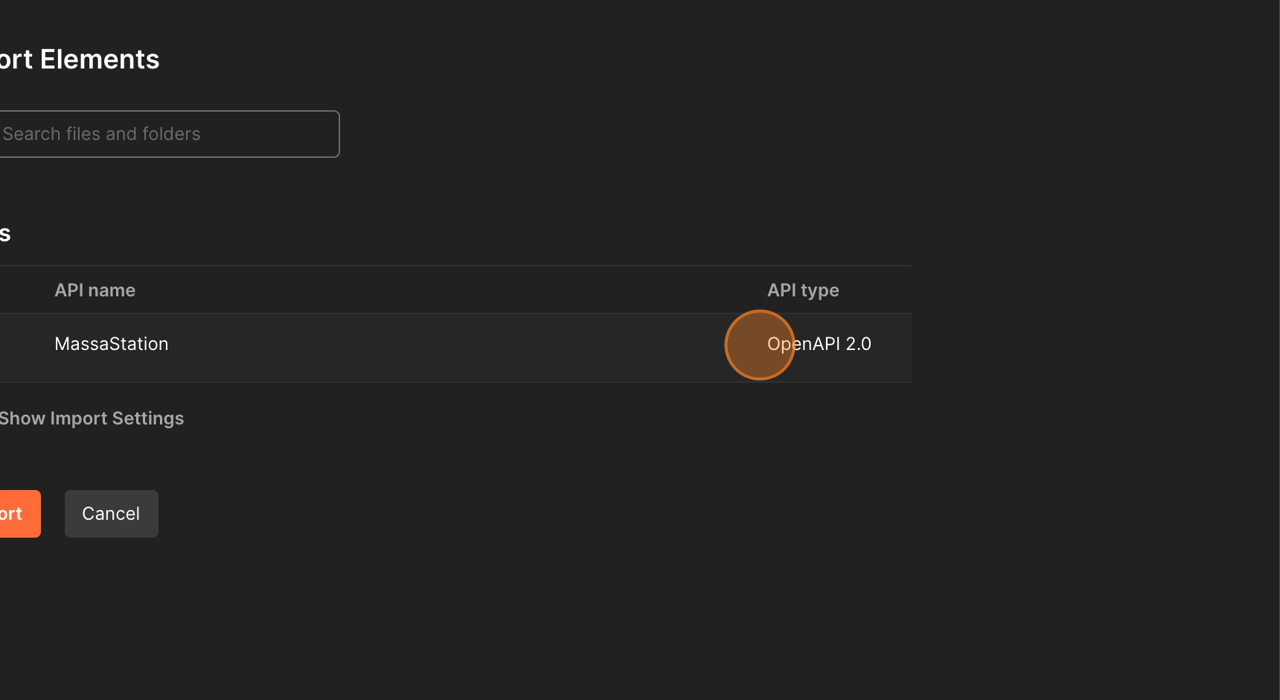 ort Elements
Search files and folders
s
API name API type
MassaStation OpenAPI 2.0
Show Import Settings
ort Cancel